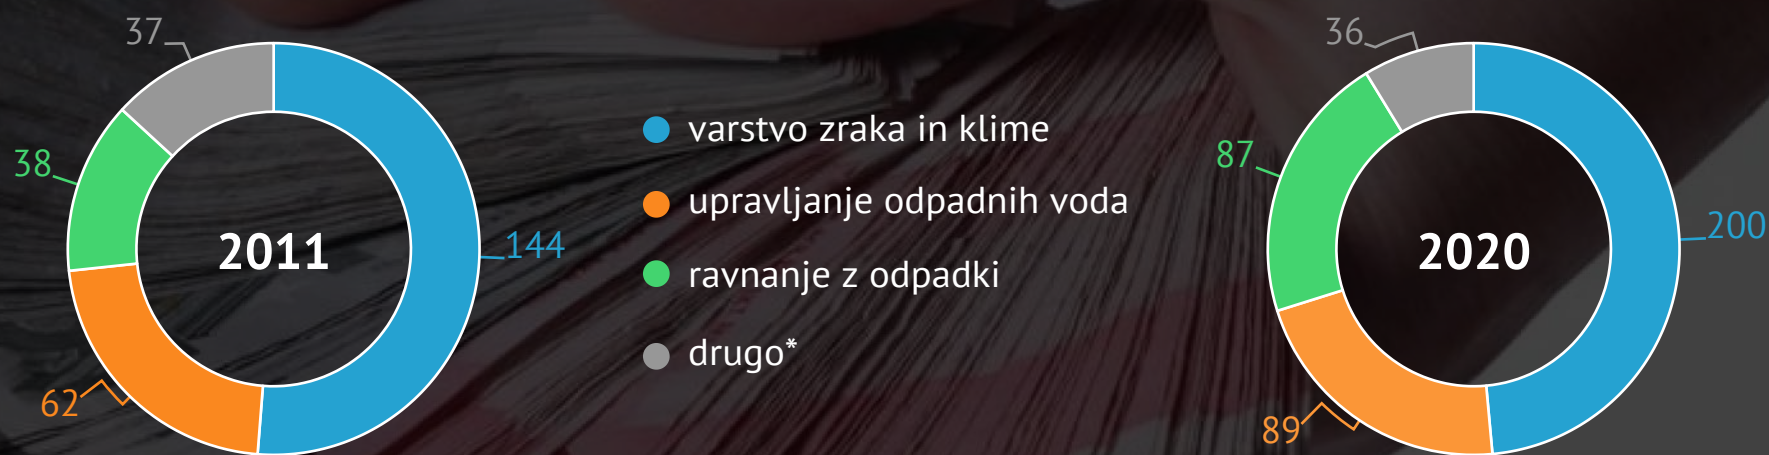 37
38
2011
144
62
varstvo zraka in klime
upravljanje odpadnih voda
ravnanje z odpadki
drugo*
36
87
2020
200
89